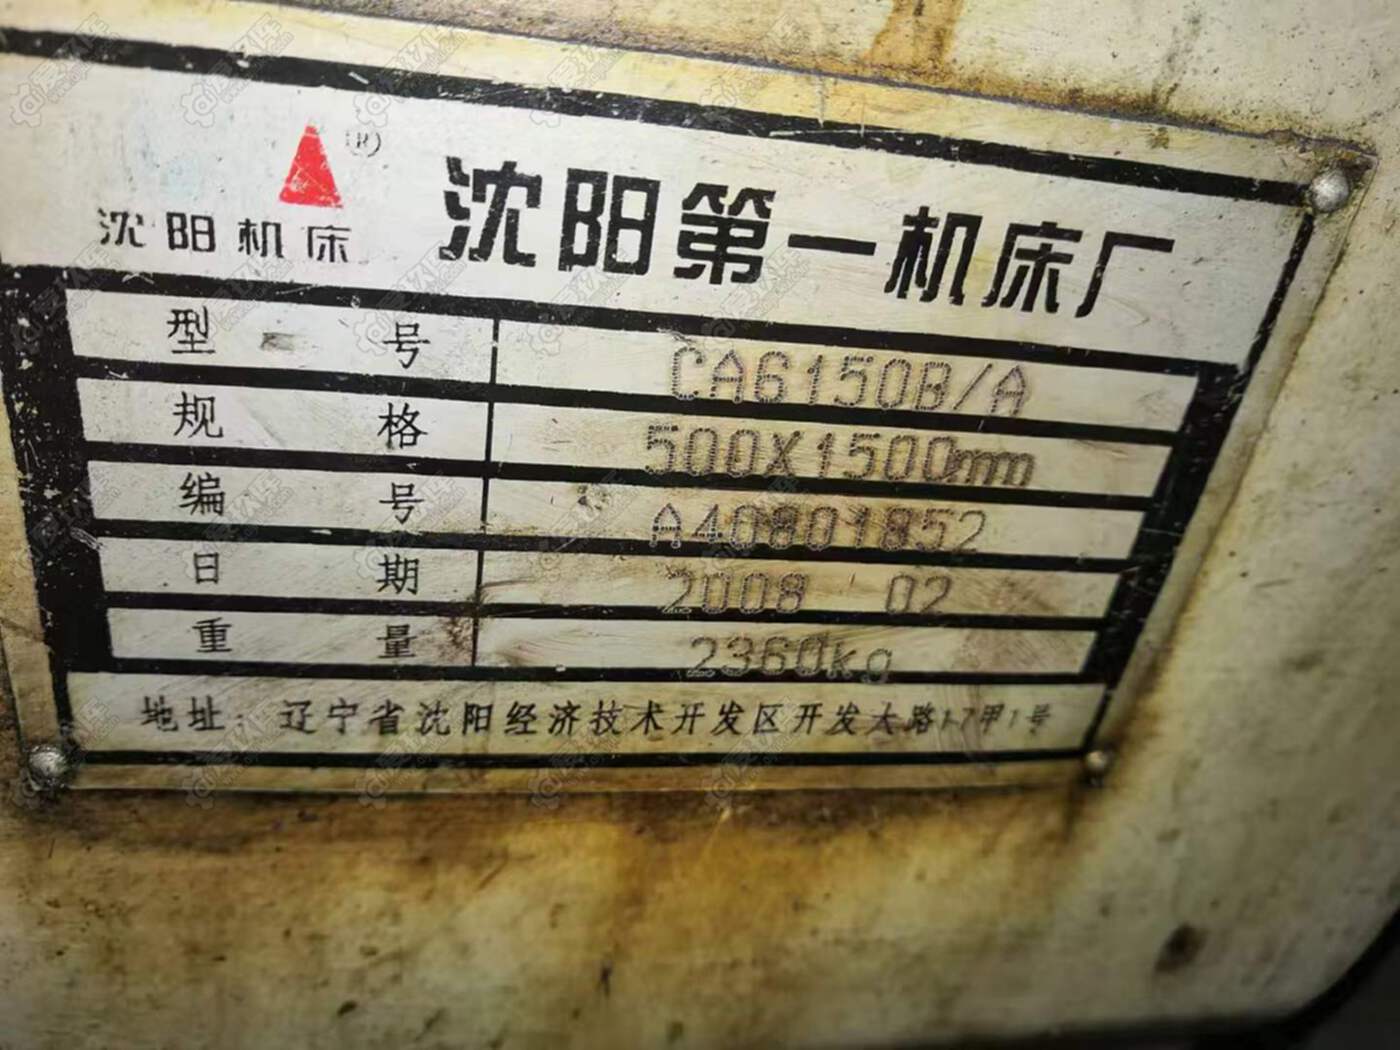 ®
沈阳机床
沈阳第一机床厂
型号 CA6150B/A
规格 500X1500mm
编号 A40801852
日期 2008 02
重量 2360kg
地址：辽宁省沈阳经济技术开发区开发大路17甲1号